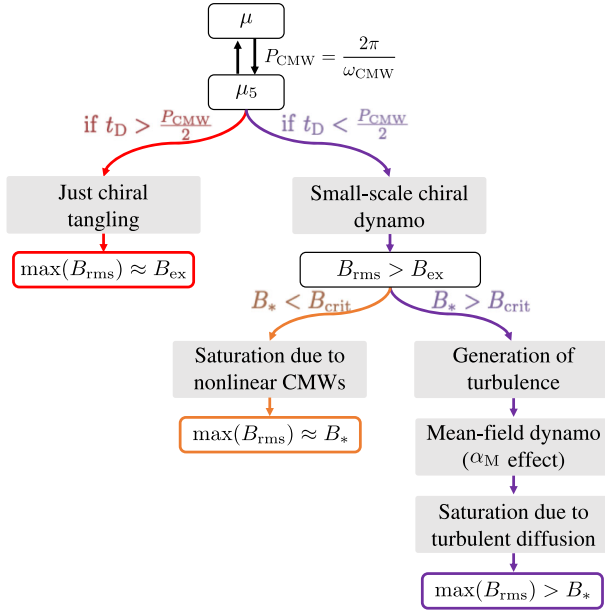 μ
P_CMW = 2π / ω_CMW
μ₅
if t_D > P_CMW / 2
if t_D < P_CMW / 2
Just chiral
tangling
Small-scale chiral
dynamo
max(B_rms) ≈ B_ex
B_rms > B_ex
B_* < B_crit
B_* > B_crit
Saturation due to
nonlinear CMWs
Generation of
turbulence
max(B_rms) ≈ B_*
Mean-field dynamo
(α_M effect)
Saturation due to
turbulent diffusion
max(B_rms) > B_*